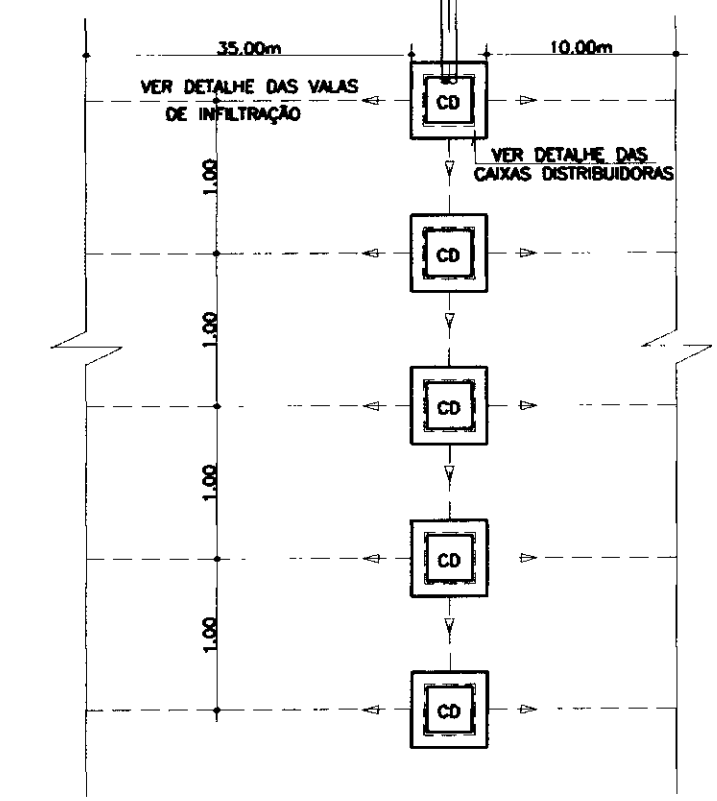 35.00m
10.00m
VER DETALHE DAS VALAS
DE INFILTRAÇÃO
CD
VER DETALHE DAS
CAIXAS DISTRIBUIDORAS
1.00
CD
1.00
CD
1.00
CD
1.00
CD